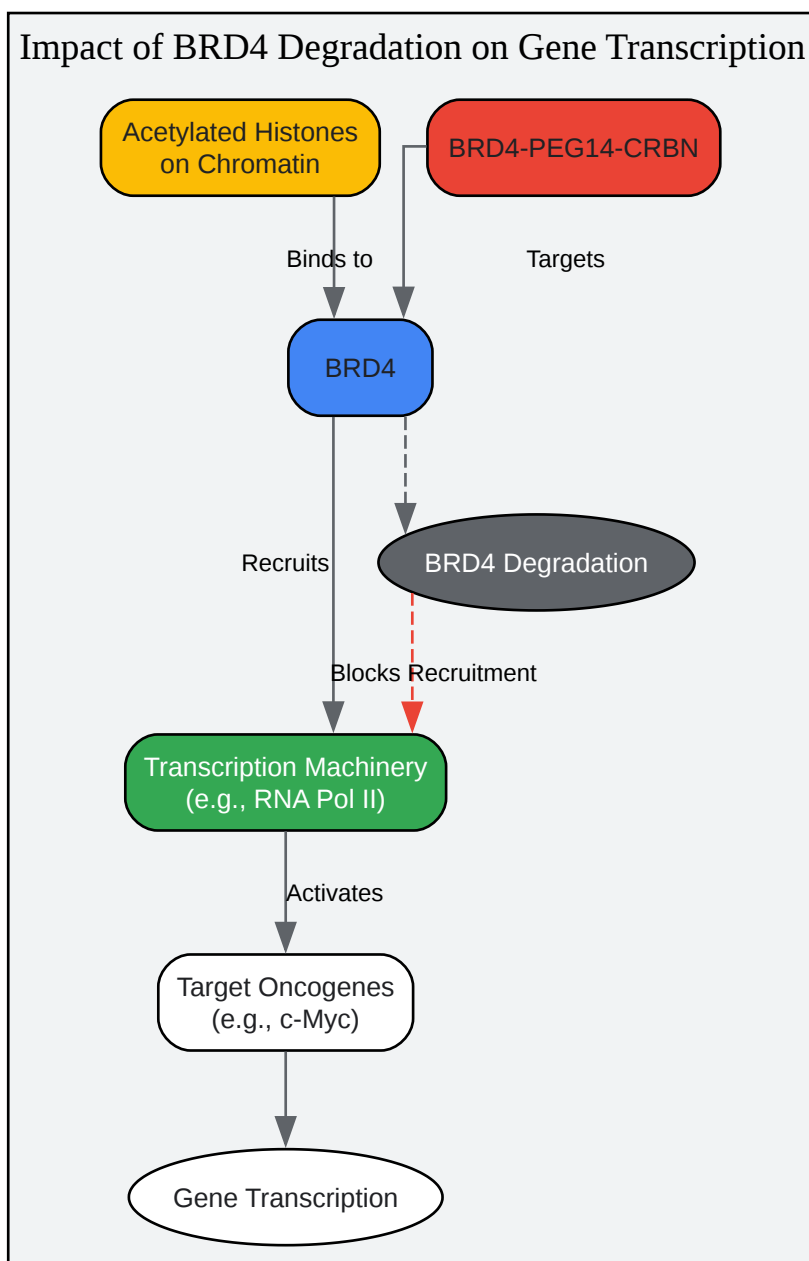 Impact of BRD4 Degradation on Gene Transcription
Acetylated Histones
on Chromatin
BRD4-PEG14-CRBN
Binds to
Targets
BRD4
Recruits
BRD4 Degradation
Blocks Recruitment
Transcription Machinery
(e.g., RNA Pol II)
Activates
Target Oncogenes
(e.g., c-Myc)
Gene Transcription